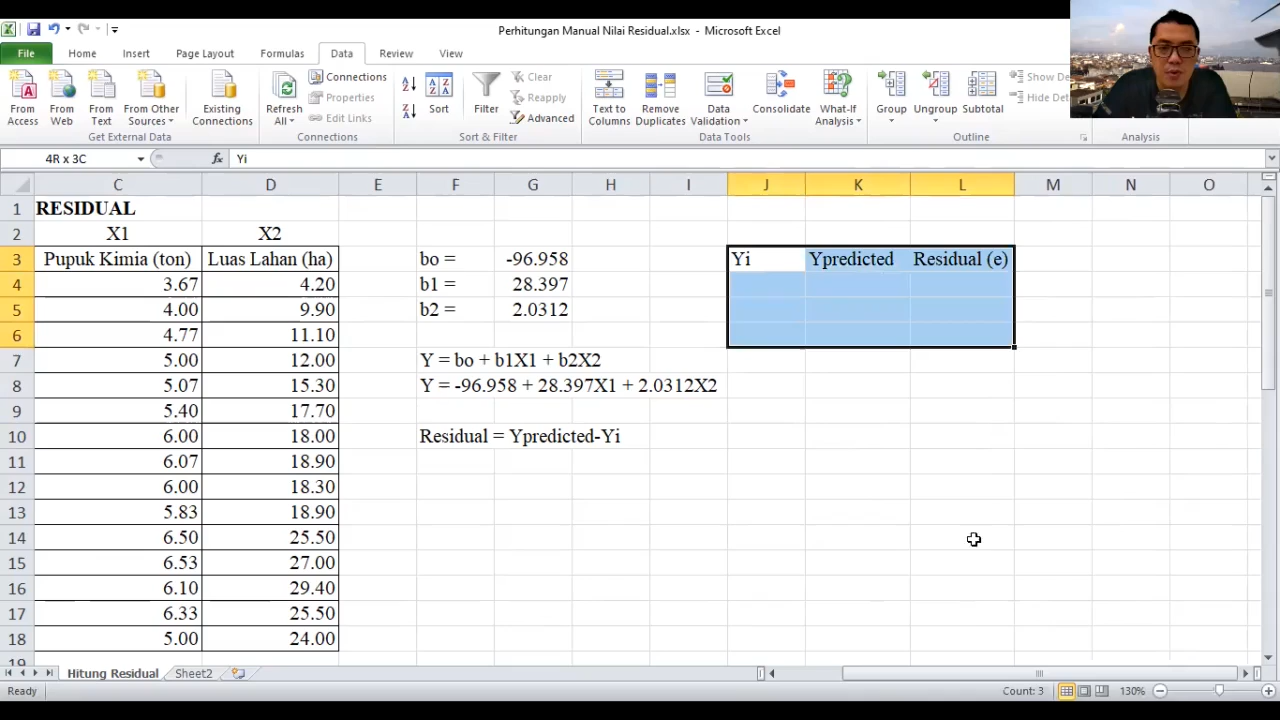 Perhitungan Manual Nilai Residual.xlsx - Microsoft Excel
File Home Insert Page Layout Formulas Data Review View
From Access
From Web
From Text
From Other Sources
Existing Connections
Refresh All
Connections
Properties
Edit Links
Sort
Filter
Clear
Reapply
Advanced
Text to Columns
Remove Duplicates
Data Validation
Consolidate
What-If Analysis
Group
Ungroup
Subtotal
Show De
Hide Det
Get External Data Connections Sort & Filter Data Tools Outline Analysis
4R x 3C fx Yi
C D E F G H I J K L M N O
1 RESIDUAL
2 X1 X2
3 Pupuk Kimia (ton) Luas Lahan (ha) bo = -96.958 Yi Ypredicted Residual (e)
4 3.67 4.20 b1 = 28.397
5 4.00 9.90 b2 = 2.0312
6 4.77 11.10
7 5.00 12.00 Y = bo + b1X1 + b2X2
8 5.07 15.30 Y = -96.958 + 28.397X1 + 2.0312X2
9 5.40 17.70
10 6.00 18.00 Residual = Ypredicted-Yi
11 6.07 18.90
12 6.00 18.30
13 5.83 18.90
14 6.50 25.50
15 6.53 27.00
16 6.10 29.40
17 6.33 25.50
18 5.00 24.00
19
Hitung Residual Sheet2
Ready Count: 3 130%